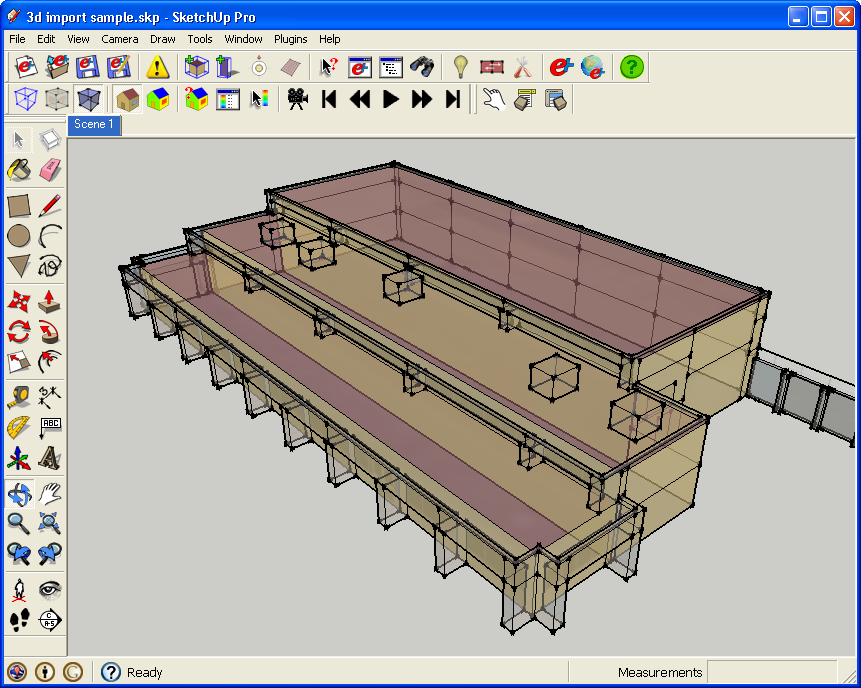 3d import sample.skp - SketchUp Pro
File Edit View Camera Draw Tools Window Plugins Help
Scene 1
ABC
A
C
A-5
Ready
Measurements